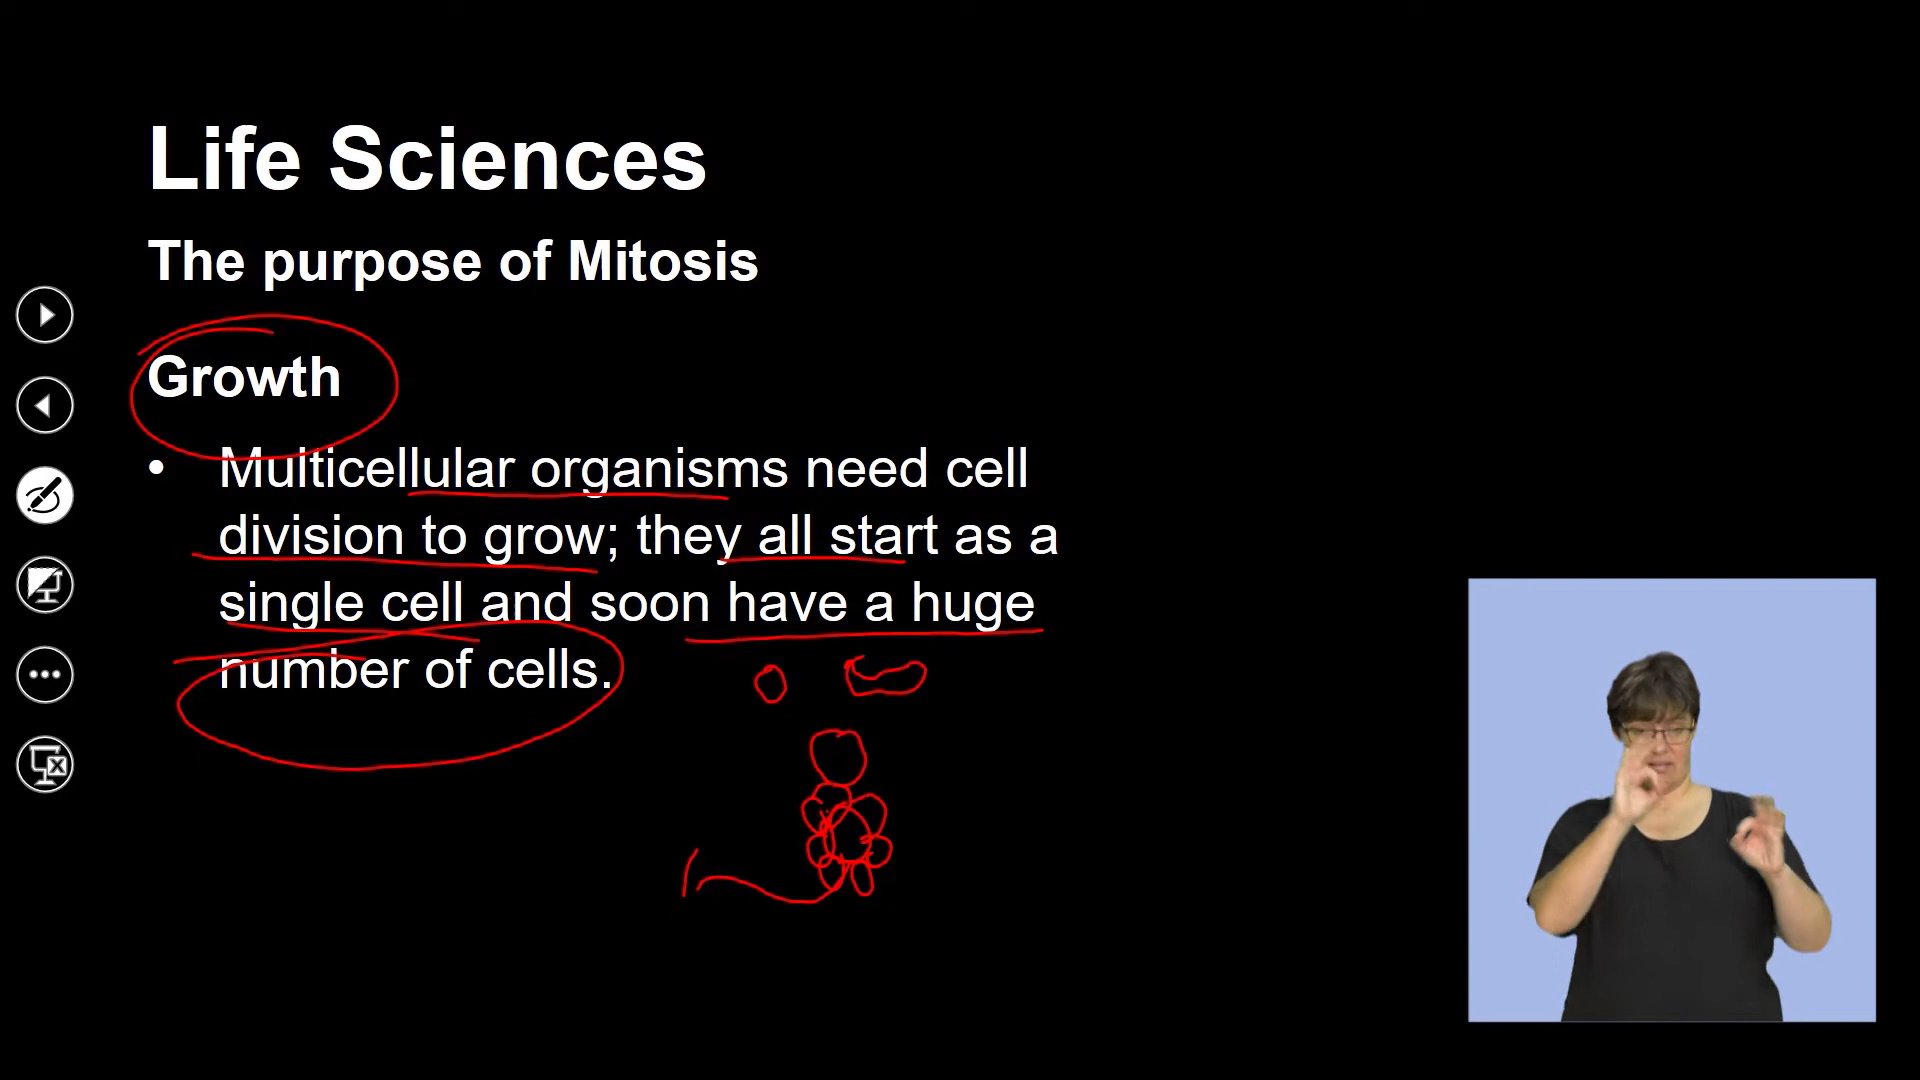 Life Sciences
The purpose of Mitosis
Growth
• Multicellular organisms need cell
division to grow; they all start as a
single cell and soon have a huge
number of cells.